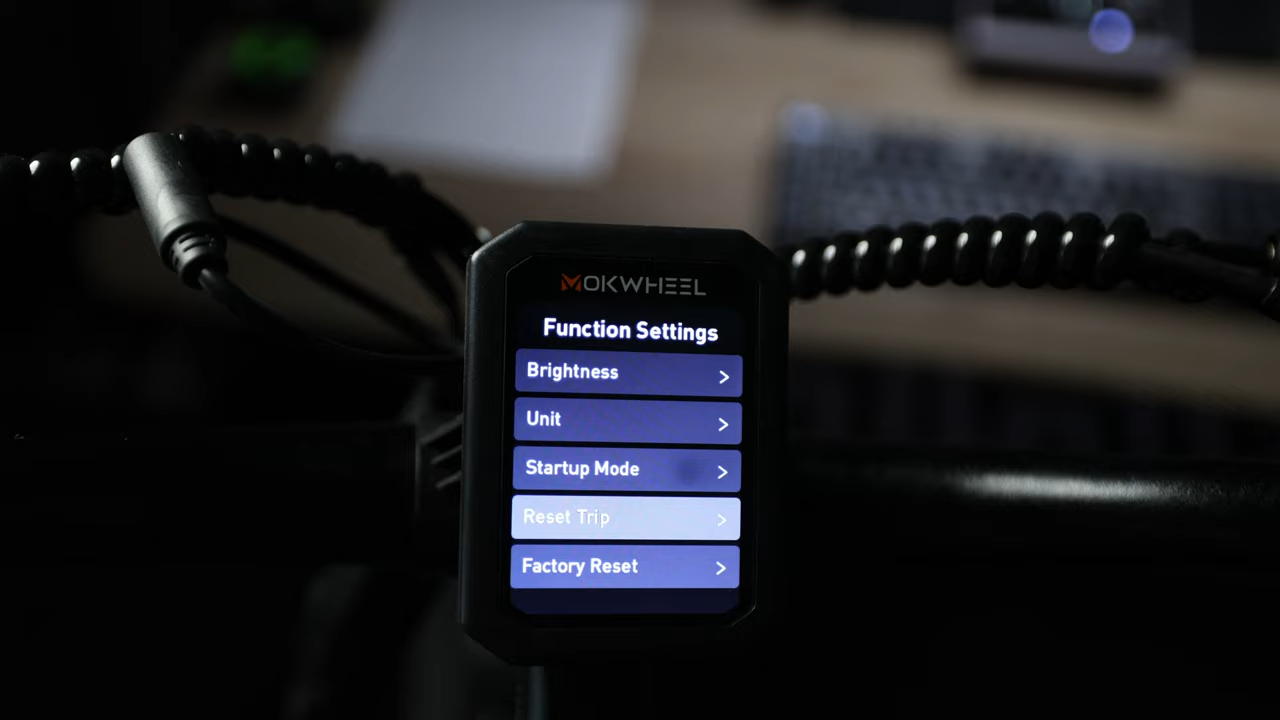 MOKWHEEL
Function Settings
Brightness >
Unit >
Startup Mode >
Reset Trip >
Factory Reset >